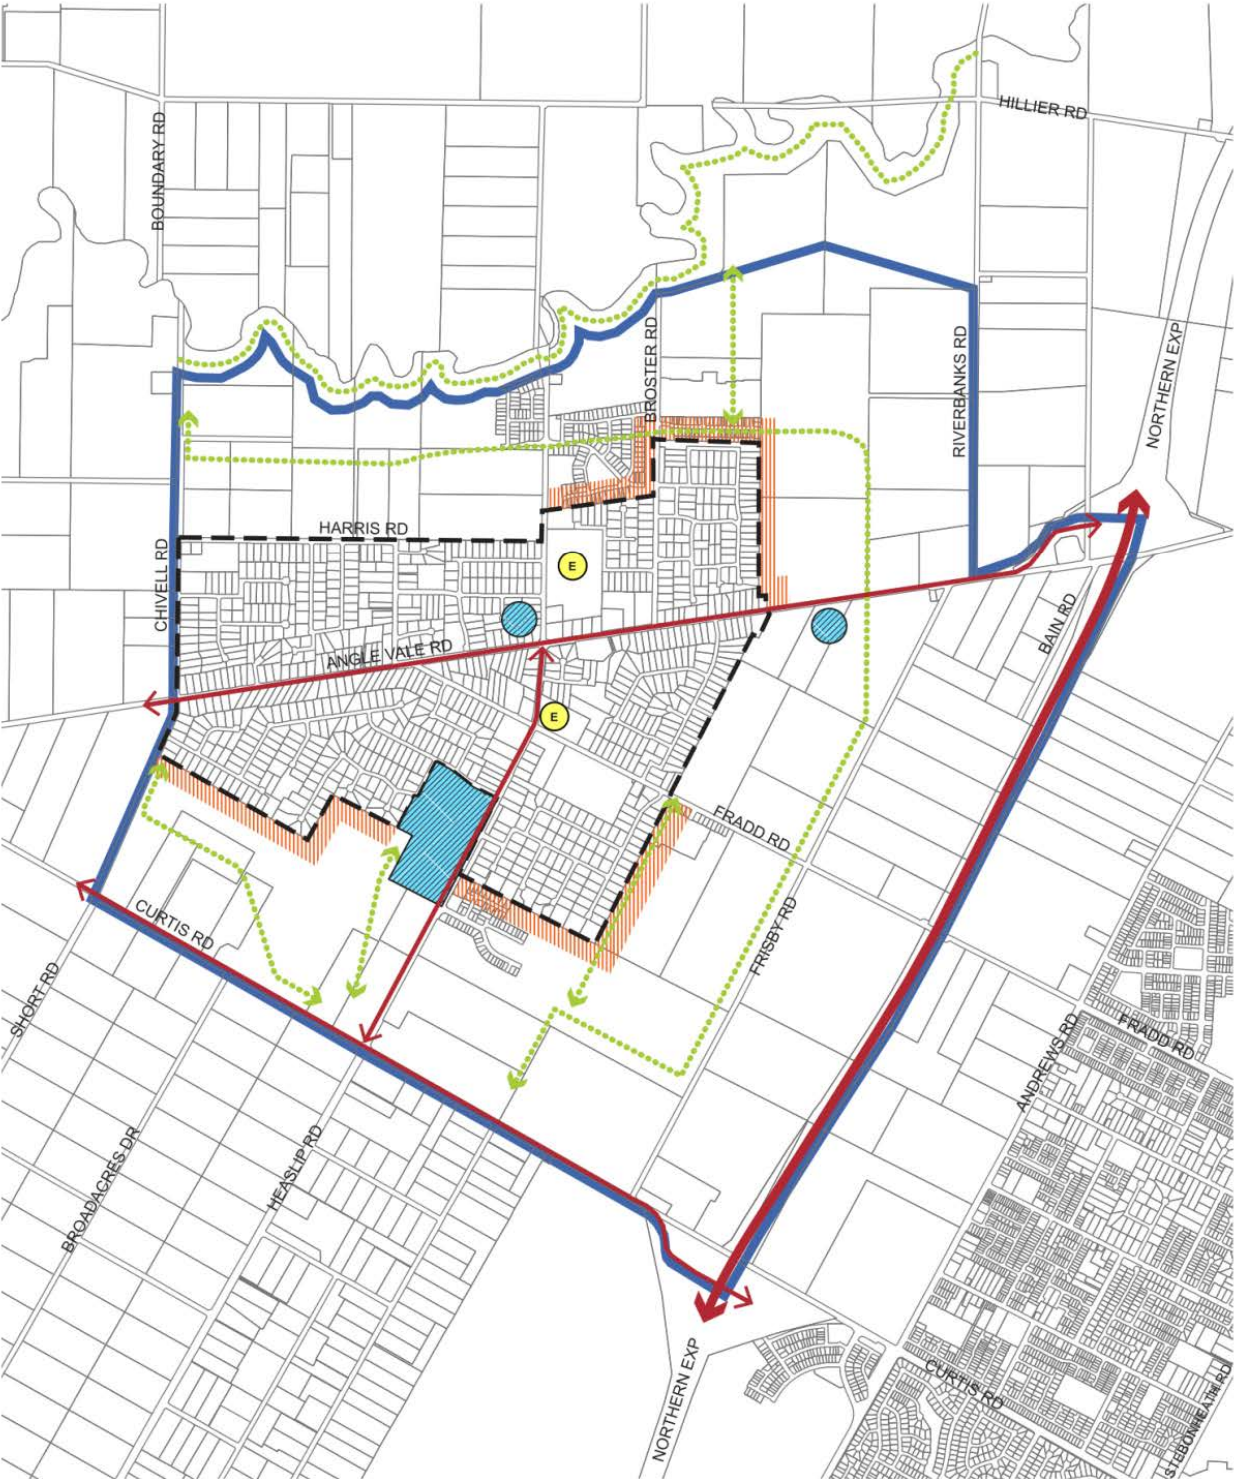 HILLIER RD
BOUNDARY RD
BROSTER RD
RIVERBANKS RD
NORTHERN EXP
HARRIS RD
CHIVELL RD
E
ANGLE VALE RD
BAIN RD
E
FRADD RD
CURTIS RD
FRISBY RD
SHORT RD
FRADD RD
ANDREWS RD
BROADACRES DR
HEASLIP RD
NORTHERN EXP
CURTIS RD
STEBONHEATH RD